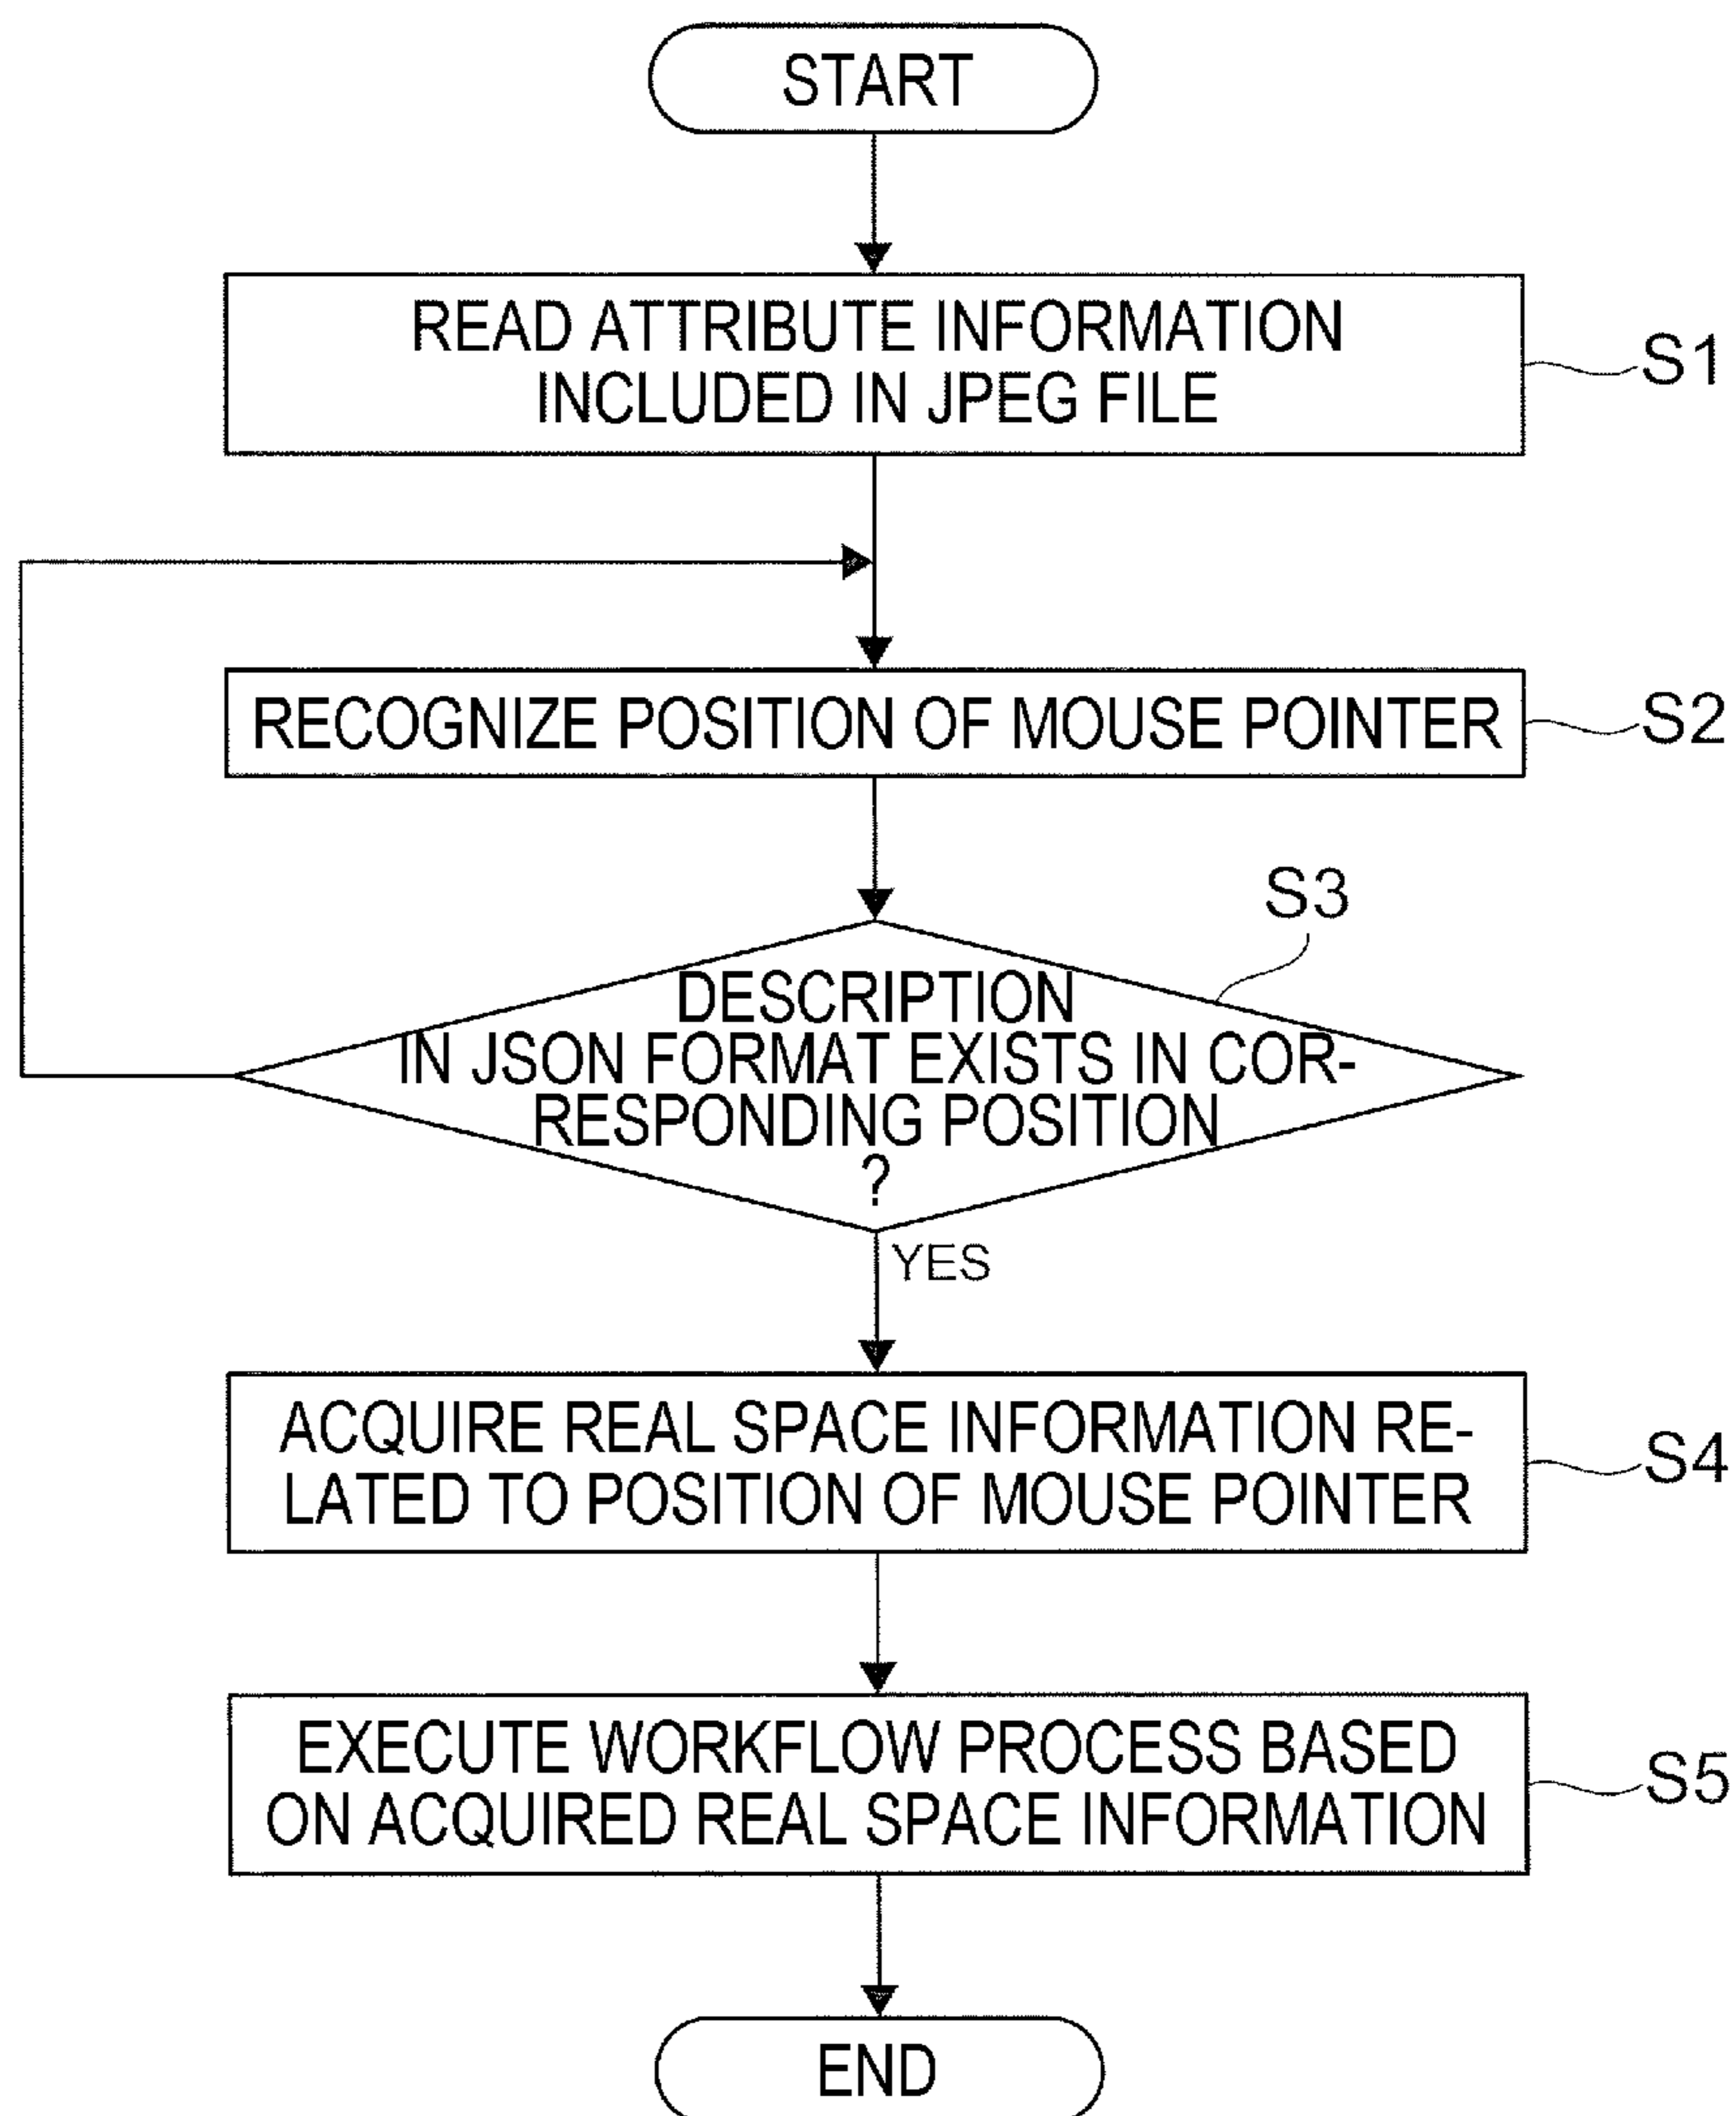 START
READ ATTRIBUTE INFORMATION
INCLUDED IN JPEG FILE
S1
RECOGNIZE POSITION OF MOUSE POINTER
S2
S3
DESCRIPTION
IN JSON FORMAT EXISTS IN COR-
RESPONDING POSITION
?
YES
ACQUIRE REAL SPACE INFORMATION RE-
LATED TO POSITION OF MOUSE POINTER
S4
EXECUTE WORKFLOW PROCESS BASED
ON ACQUIRED REAL SPACE INFORMATION
S5
END